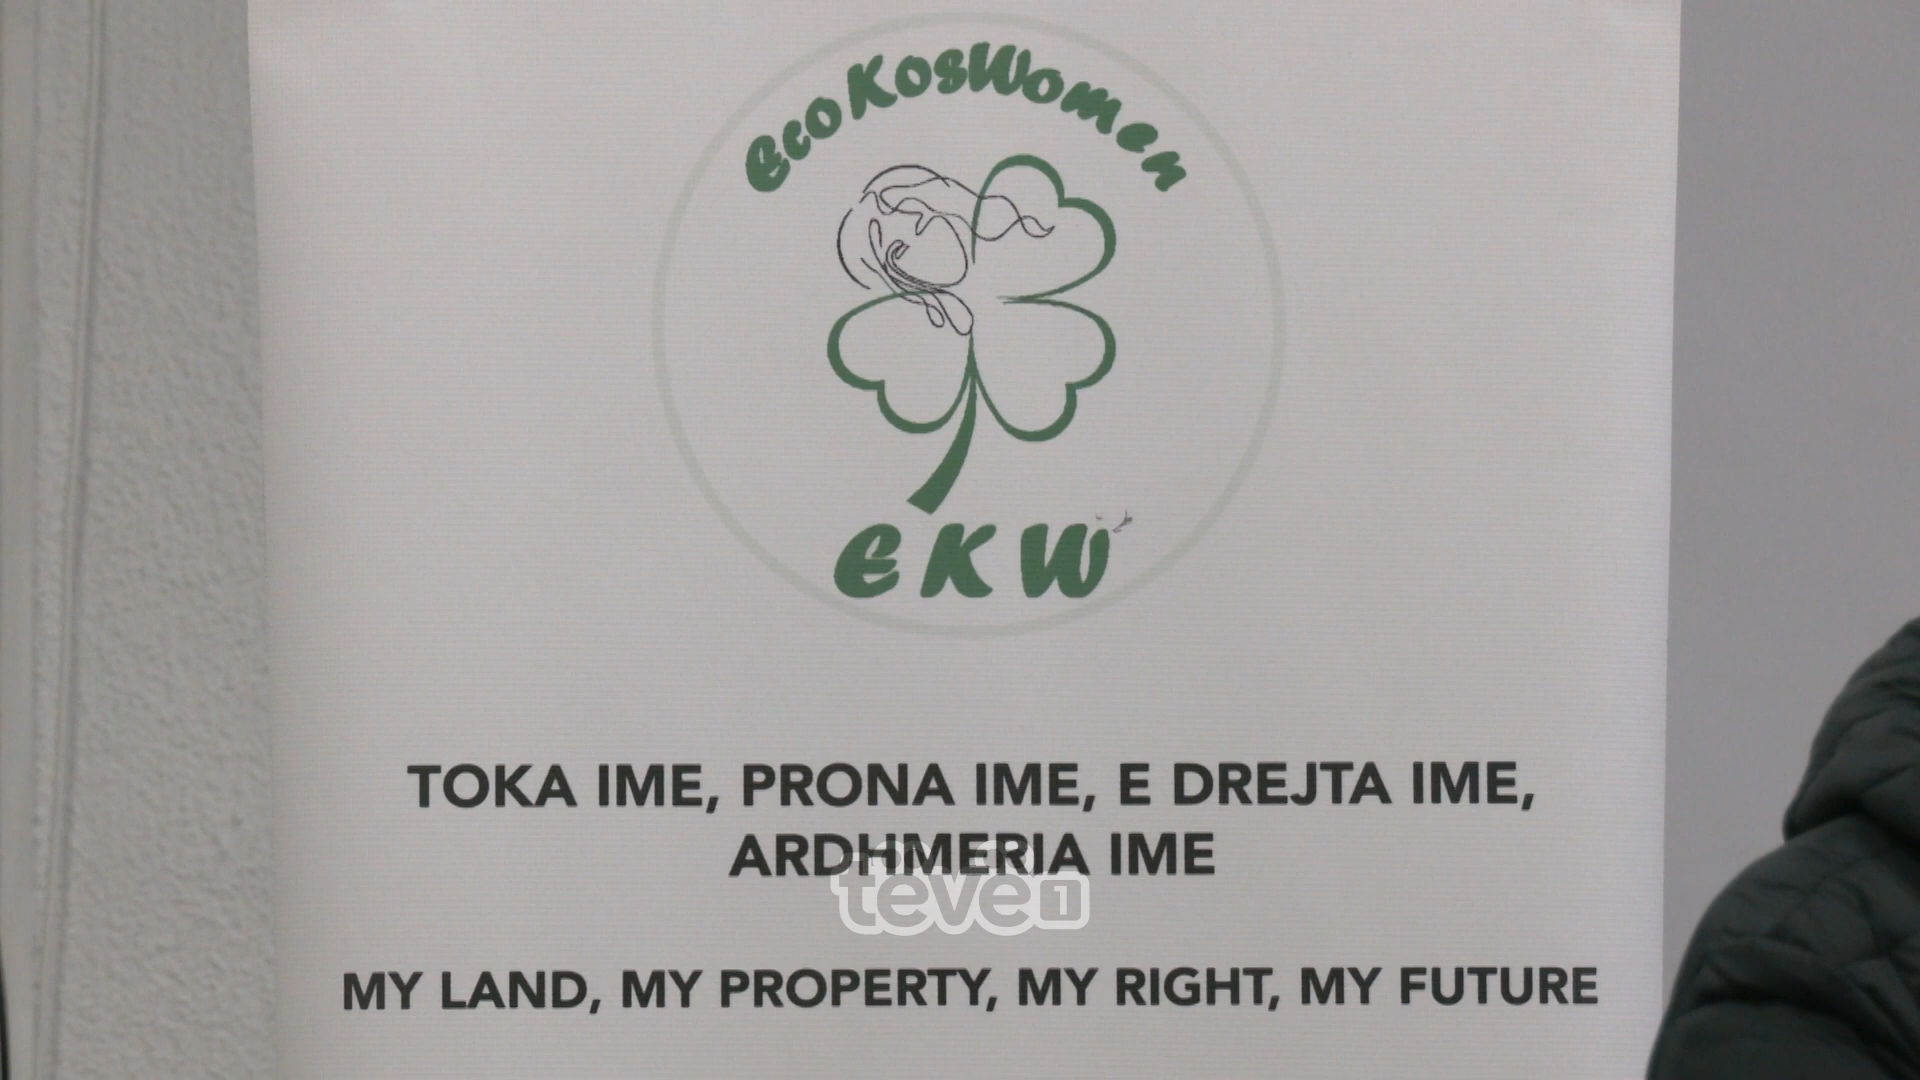 EcoKosWomen
EKW
TOKA IME, PRONA IME, E DREJTA IME,
ARDHMERIA IME
teve1
MY LAND, MY PROPERTY, MY RIGHT, MY FUTURE